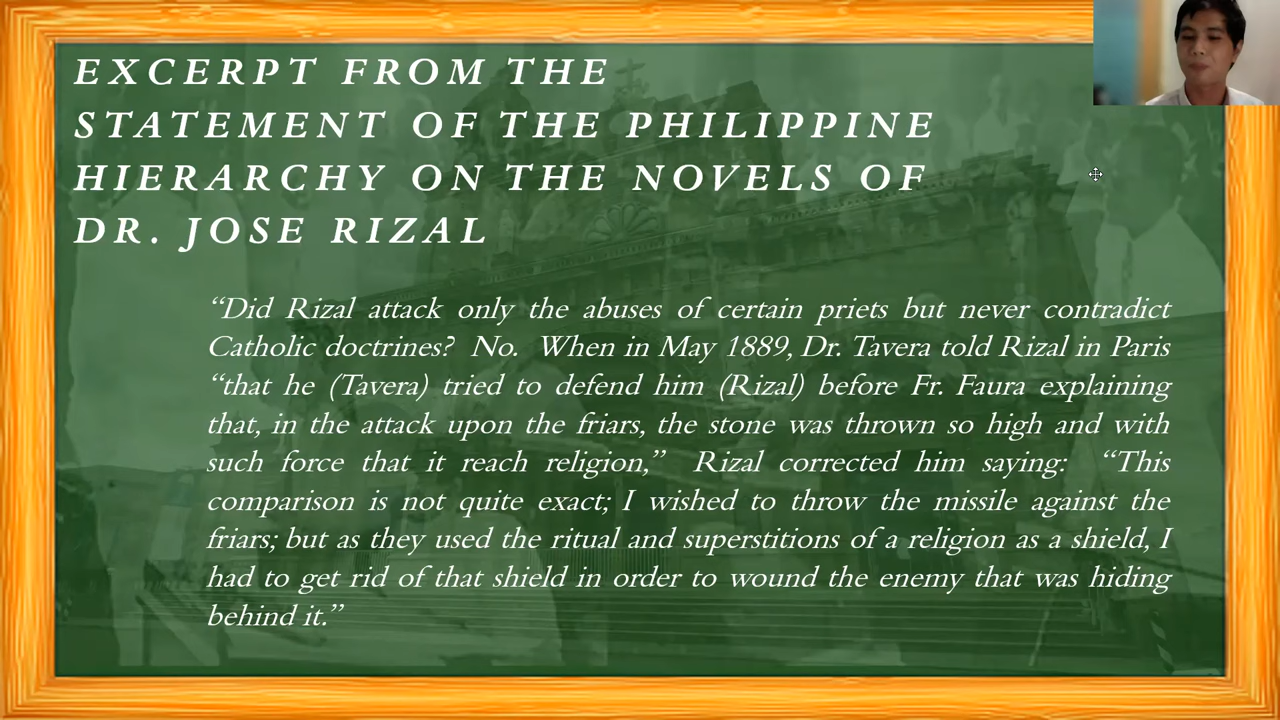 EXCERPT FROM THE
STATEMENT OF THE PHILIPPINE
HIERARCHY ON THE NOVELS OF
DR. JOSE RIZAL
“Did Rizal attack only the abuses of certain priets but never contradict
Catholic doctrines? No. When in May 1889, Dr. Tavera told Rizal in Paris
“that he (Tavera) tried to defend him (Rizal) before Fr. Faura explaining
that, in the attack upon the friars, the stone was thrown so high and with
such force that it reach religion,” Rizal corrected him saying: “This
comparison is not quite exact; I wished to throw the missile against the
friars; but as they used the ritual and superstitions of a religion as a shield, I
had to get rid of that shield in order to wound the enemy that was hiding
behind it.”